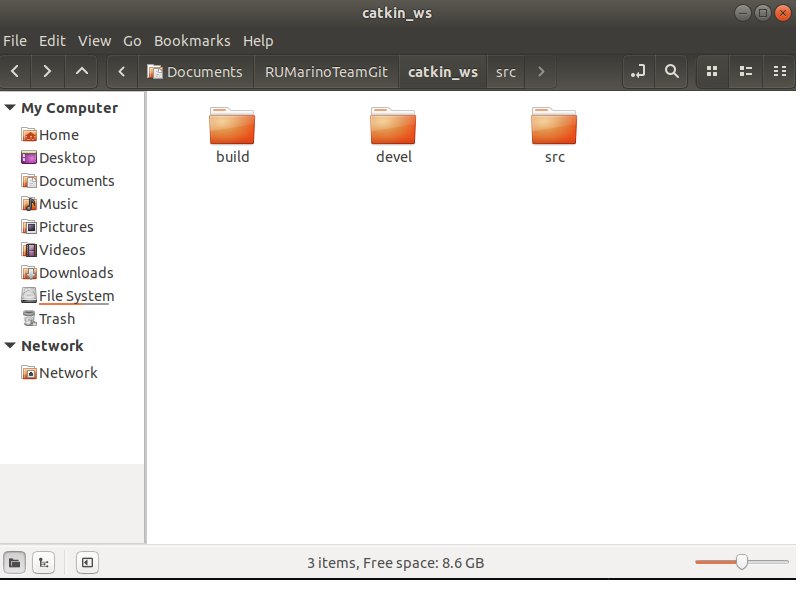 catkin_ws
File Edit View Go Bookmarks Help
Documents RUMarinoTeamGit catkin_ws src
My Computer
Home
Desktop
Documents
Music
Pictures
Videos
Downloads
File System
Trash
Network
Network
build devel src
3 items, Free space: 8.6 GB